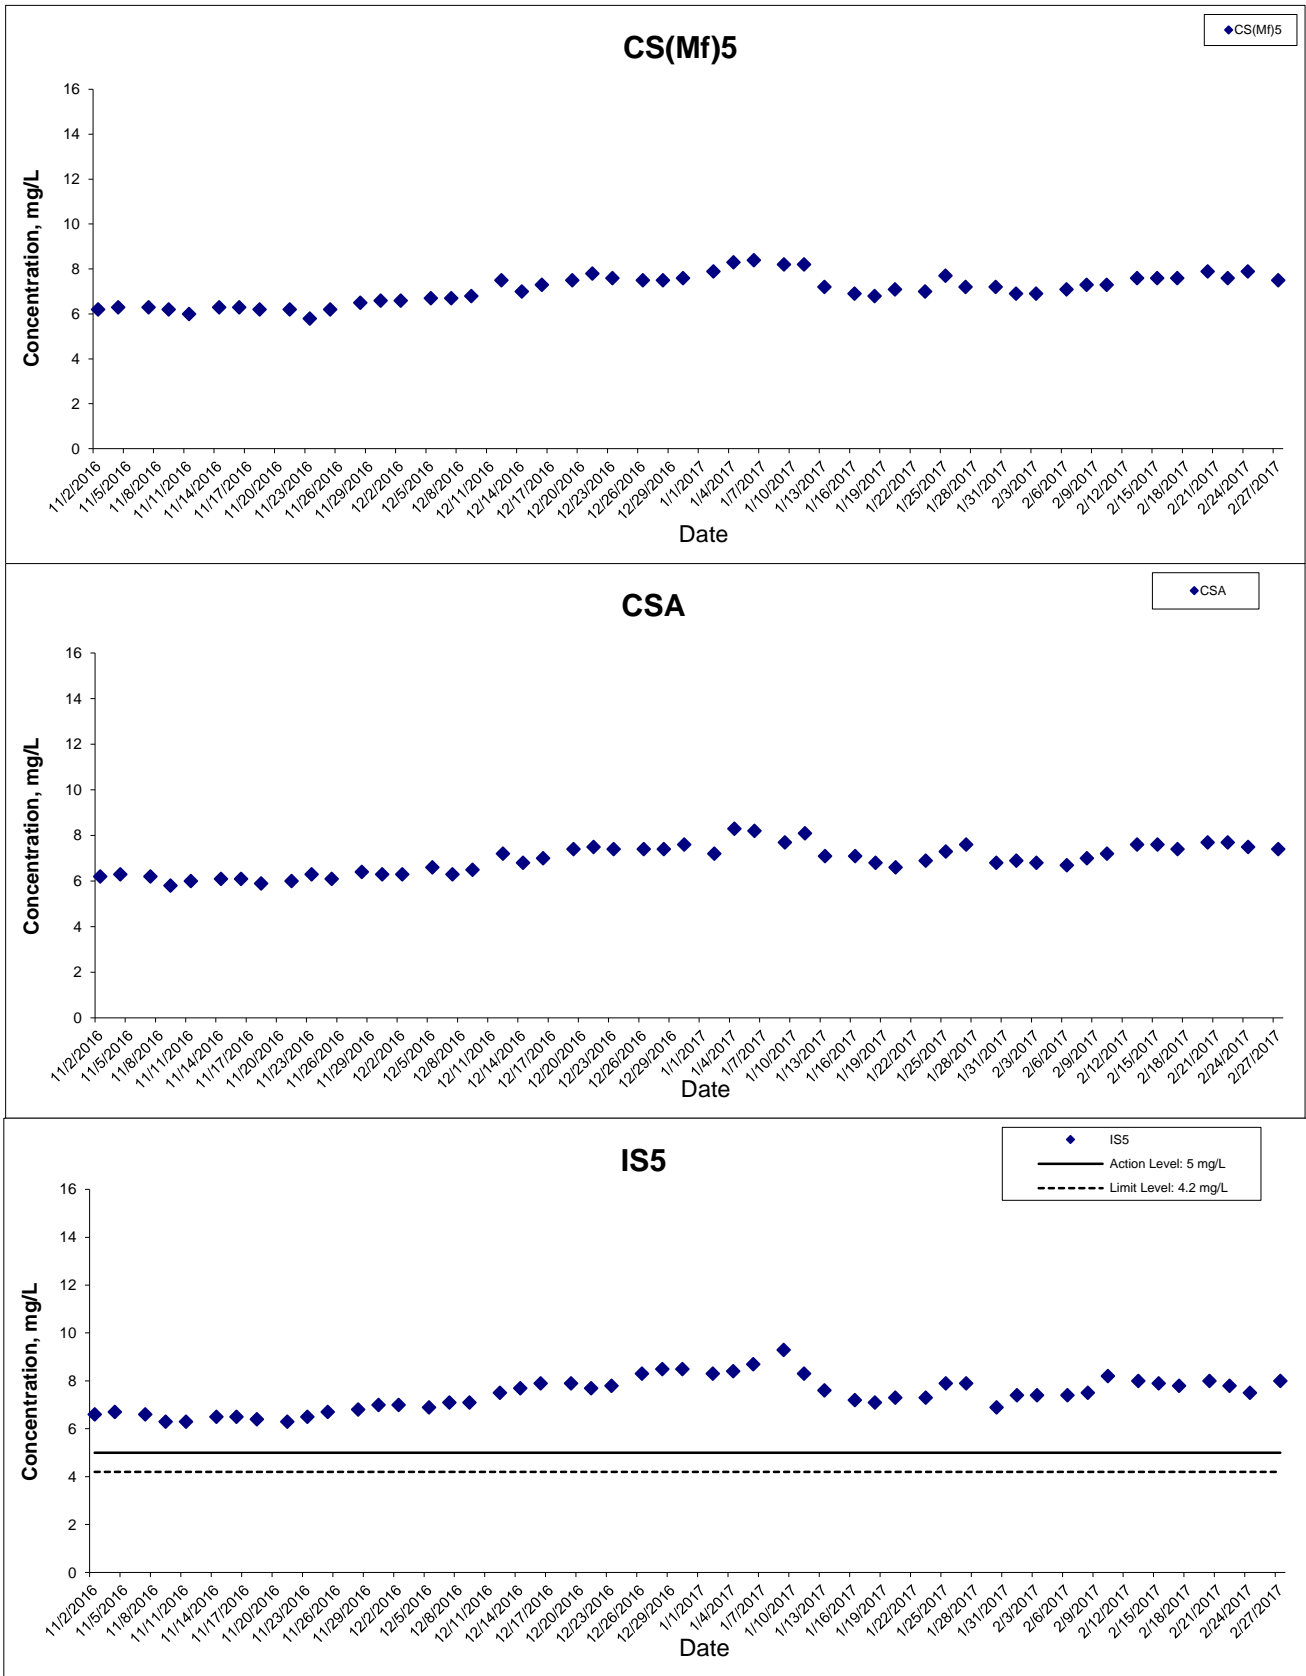 CS(Mf)5
CS(Mf)5
Concentration, mg/L
16
14
12
10
8
6
4
2
0
11/2/2016 11/5/2016 11/8/2016 11/11/2016 11/14/2016 11/17/2016 11/20/2016 11/23/2016 11/26/2016 11/29/2016 12/2/2016 12/5/2016 12/8/2016 12/11/2016 12/14/2016 12/17/2016 12/20/2016 12/23/2016 12/26/2016 12/29/2016 1/1/2017 1/4/2017 1/7/2017 1/10/2017 1/13/2017 1/16/2017 1/19/2017 1/22/2017 1/25/2017 1/28/2017 1/31/2017 2/3/2017 2/6/2017 2/9/2017 2/12/2017 2/15/2017 2/18/2017 2/21/2017 2/24/2017 2/27/2017
Date
CSA
CSA
Concentration, mg/L
16
14
12
10
8
6
4
2
0
11/2/2016 11/5/2016 11/8/2016 11/11/2016 11/14/2016 11/17/2016 11/20/2016 11/23/2016 11/26/2016 11/29/2016 12/2/2016 12/5/2016 12/8/2016 12/11/2016 12/14/2016 12/17/2016 12/20/2016 12/23/2016 12/26/2016 12/29/2016 1/1/2017 1/4/2017 1/7/2017 1/10/2017 1/13/2017 1/16/2017 1/19/2017 1/22/2017 1/25/2017 1/28/2017 1/31/2017 2/3/2017 2/6/2017 2/9/2017 2/12/2017 2/15/2017 2/18/2017 2/21/2017 2/24/2017 2/27/2017
Date
IS5
IS5
Action Level: 5 mg/L
Limit Level: 4.2 mg/L
Concentration, mg/L
16
14
12
10
8
6
4
2
0
11/2/2016 11/5/2016 11/8/2016 11/11/2016 11/14/2016 11/17/2016 11/20/2016 11/23/2016 11/26/2016 11/29/2016 12/2/2016 12/5/2016 12/8/2016 12/11/2016 12/14/2016 12/17/2016 12/20/2016 12/23/2016 12/26/2016 12/29/2016 1/1/2017 1/4/2017 1/7/2017 1/10/2017 1/13/2017 1/16/2017 1/19/2017 1/22/2017 1/25/2017 1/28/2017 1/31/2017 2/3/2017 2/6/2017 2/9/2017 2/12/2017 2/15/2017 2/18/2017 2/21/2017 2/24/2017 2/27/2017
Date